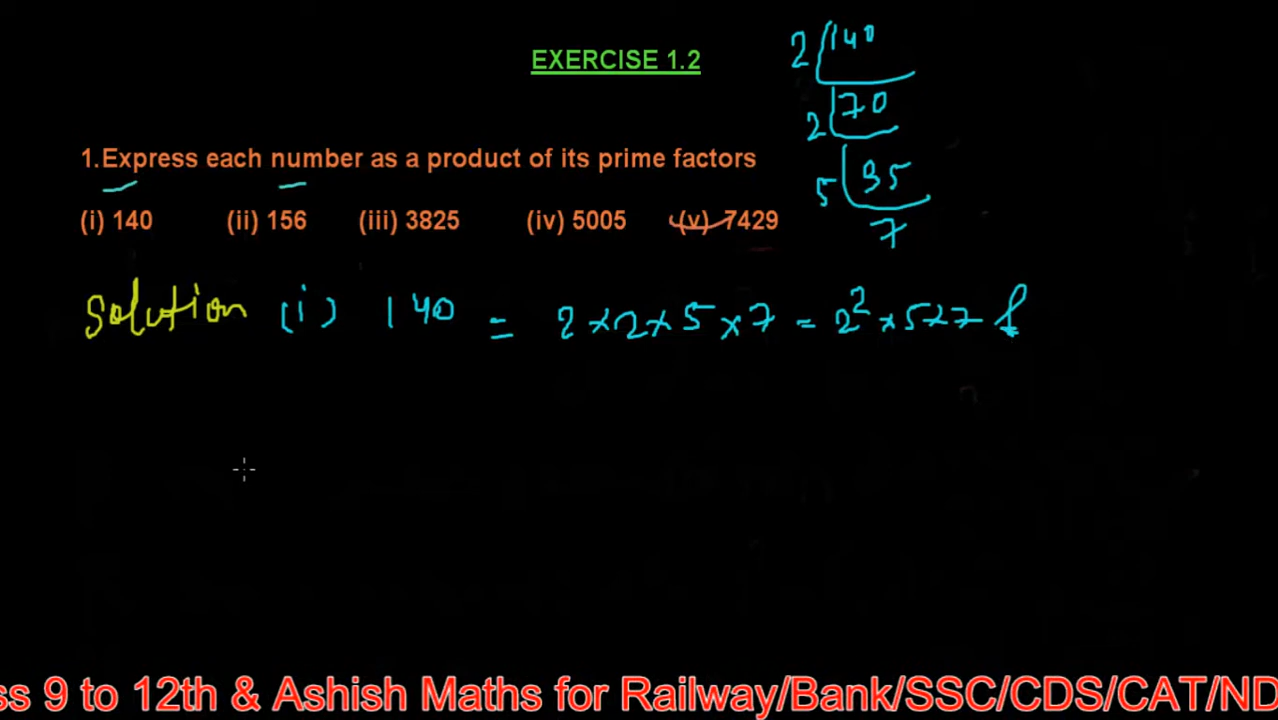 EXERCISE 1.2
2 140
2 70
5 35
7
1.Express each number as a product of its prime factors
(i) 140 (ii) 156 (iii) 3825 (iv) 5005 (v) 7429
Solution (i) 140 = 2×2×5×7 = 2²×5×7
ss 9 to 12th & Ashish Maths for Railway/Bank/SSC/CDS/CAT/ND